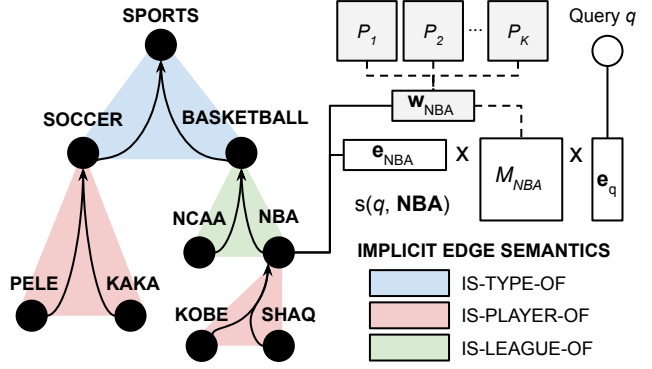 SPORTS
SOCCER
BASKETBALL
NCAA
NBA
PELE
KAKA
KOBE
SHAQ
P1
P2
...
PK
Query q
wNBA
eNBA
X
MNBA
X
eq
s(q, NBA)
IMPLICIT EDGE SEMANTICS
IS-TYPE-OF
IS-PLAYER-OF
IS-LEAGUE-OF